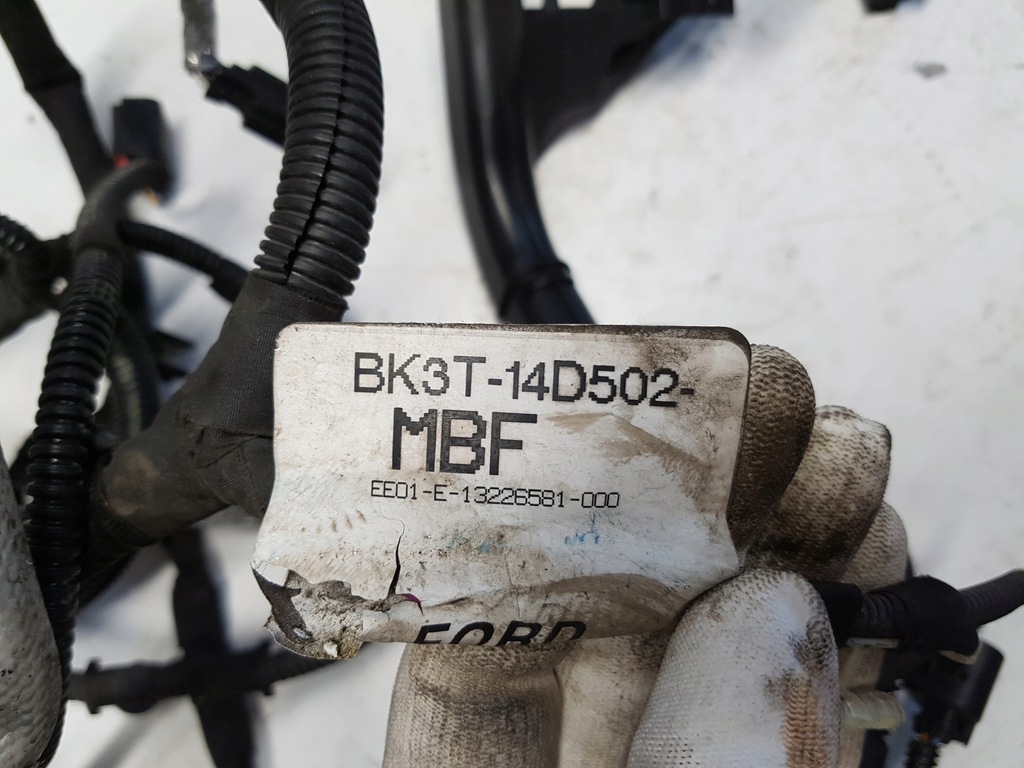 BK3T-14D502-
MBF
EE01-E-13226581-000
FORD